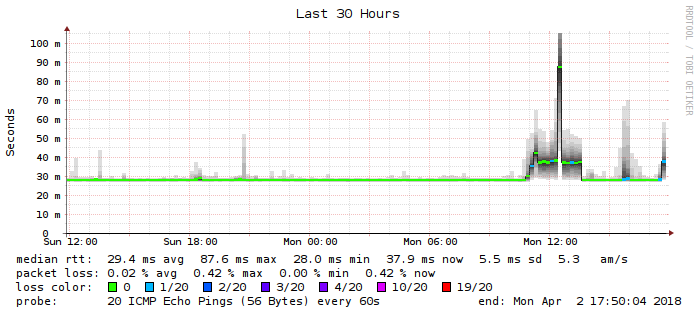 Last 30 Hours
RRDTOOL / TOBI OETIKER
Seconds
100 m
90 m
80 m
70 m
60 m
50 m
40 m
30 m
20 m
10 m
0
Sun 12:00 Sun 18:00 Mon 00:00 Mon 06:00 Mon 12:00
median rtt: 29.4 ms avg 87.6 ms max 28.0 ms min 37.9 ms now 5.5 ms sd 5.3 am/s
packet loss: 0.02 % avg 0.42 % max 0.00 % min 0.42 % now
loss color: 0 1/20 2/20 3/20 4/20 10/20 19/20
probe: 20 ICMP Echo Pings (56 Bytes) every 60s end: Mon Apr 2 17:50:04 2018